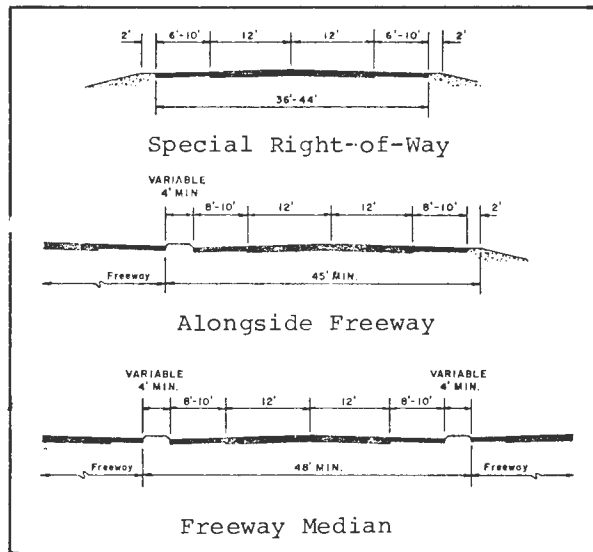 2' 6'-10' 12' 12' 6'-10' 2'
36'-44'
Special Right-of-Way
VARIABLE
4' MIN
8'-10' 12' 12' 8'-10' 2'
Freeway 45' MIN.
Alongside Freeway
VARIABLE VARIABLE
4' MIN. 4' MIN.
8'-10' 12' 12' 8'-10'
Freeway 48' MIN. Freeway
Freeway Median